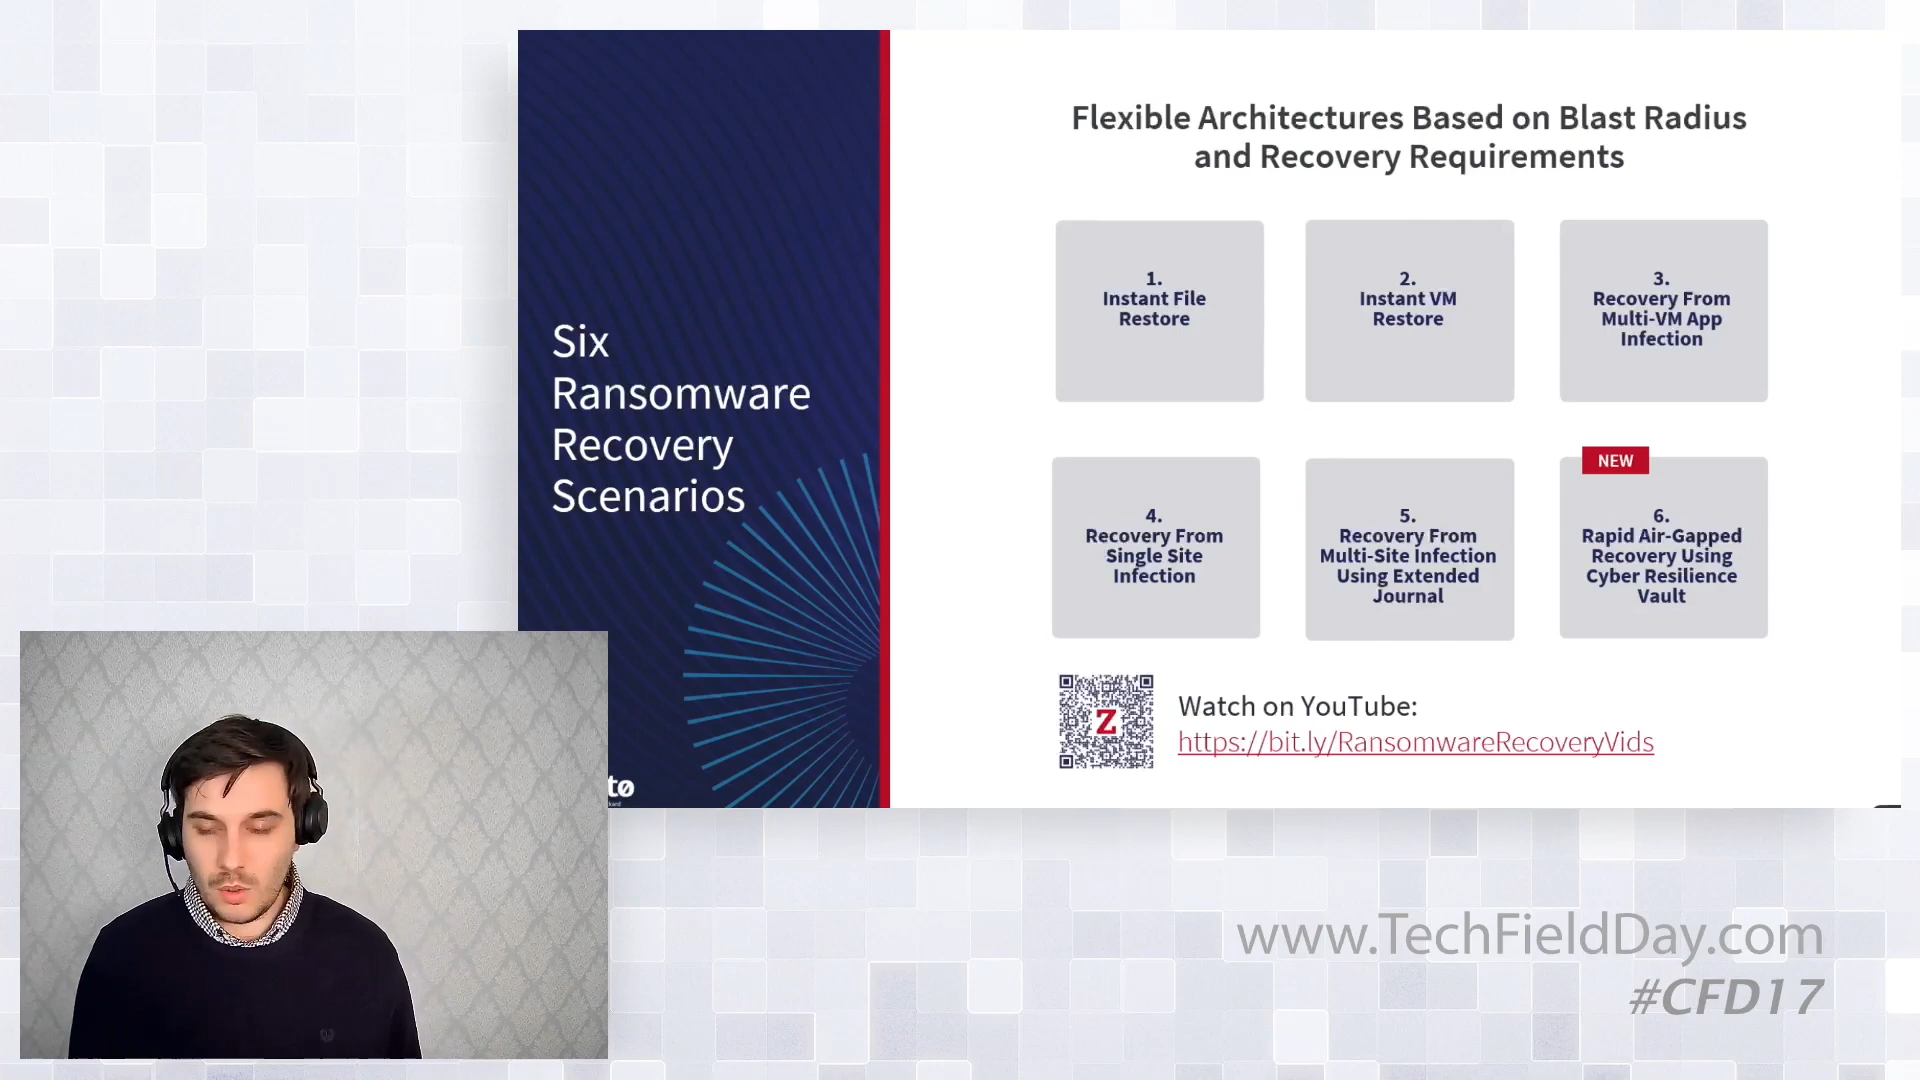 Six
Ransomware
Recovery
Scenarios
Flexible Architectures Based on Blast Radius
and Recovery Requirements
1.
Instant File
Restore
2.
Instant VM
Restore
3.
Recovery From
Multi-VM App
Infection
4.
Recovery From
Single Site
Infection
5.
Recovery From
Multi-Site Infection
Using Extended
Journal
NEW
6.
Rapid Air-Gapped
Recovery Using
Cyber Resilience
Vault
Z
Watch on YouTube:
https://bit.ly/RansomwareRecoveryVids
tø
www.TechFieldDay.com
#CFD17